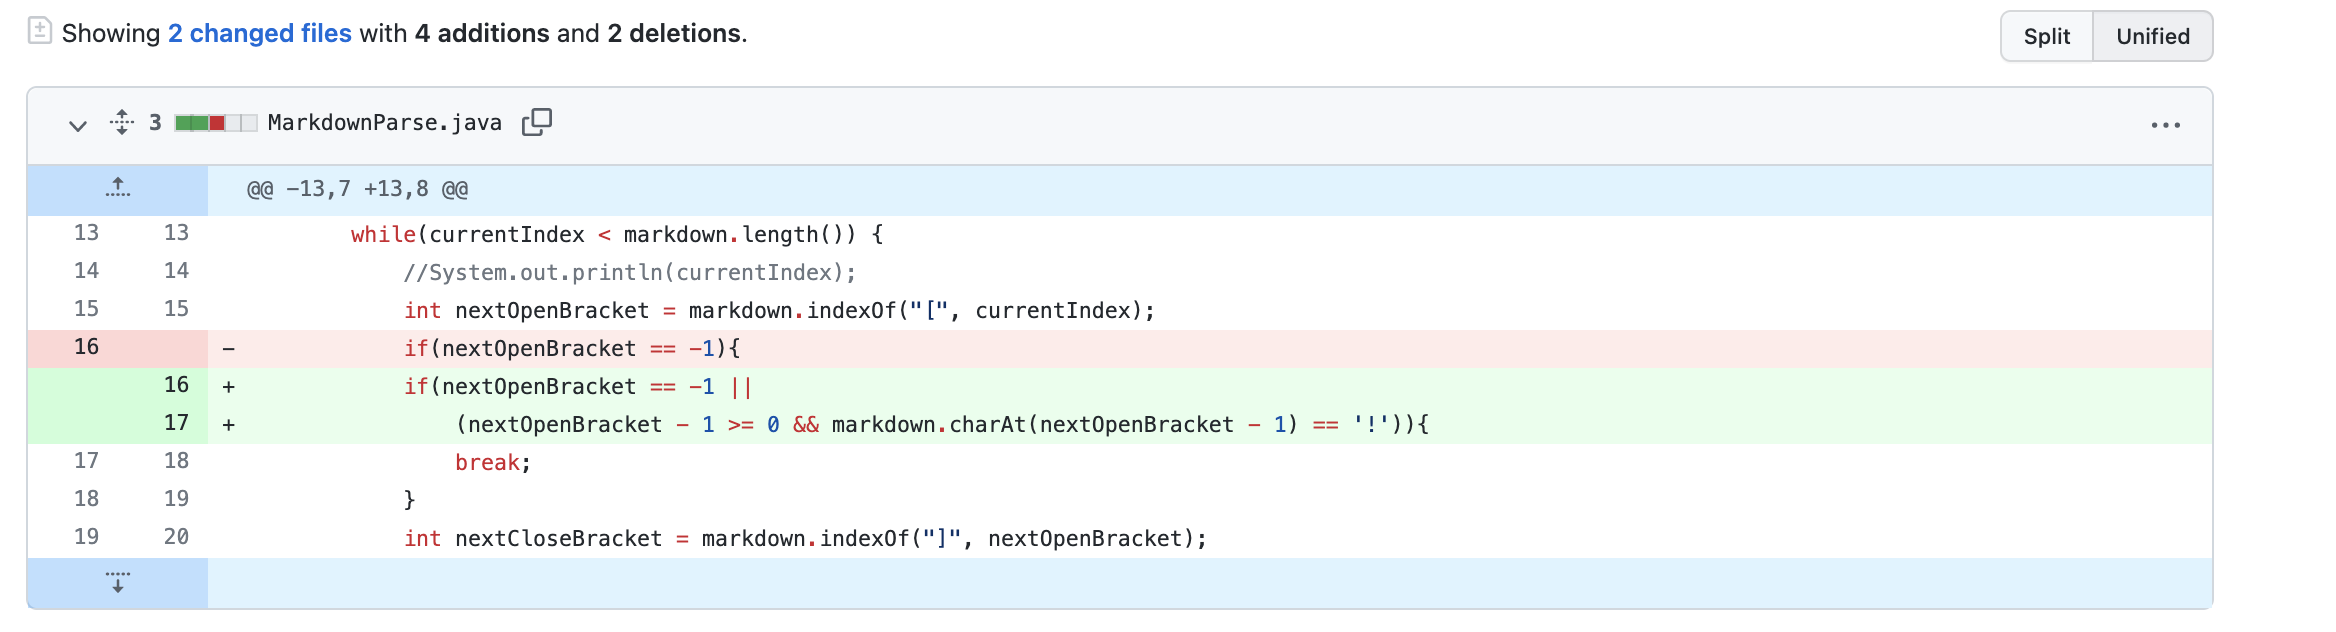 Showing 2 changed files with 4 additions and 2 deletions.
Split Unified
3 MarkdownParse.java
@@ -13,7 +13,8 @@
13 13 while(currentIndex < markdown.length()) {
14 14 //System.out.println(currentIndex);
15 15 int nextOpenBracket = markdown.indexOf("[", currentIndex);
16 - if(nextOpenBracket == -1){
16 + if(nextOpenBracket == -1 ||
17 + (nextOpenBracket - 1 >= 0 && markdown.charAt(nextOpenBracket - 1) == '!')){
17 18 break;
18 19 }
19 20 int nextCloseBracket = markdown.indexOf("]", nextOpenBracket);